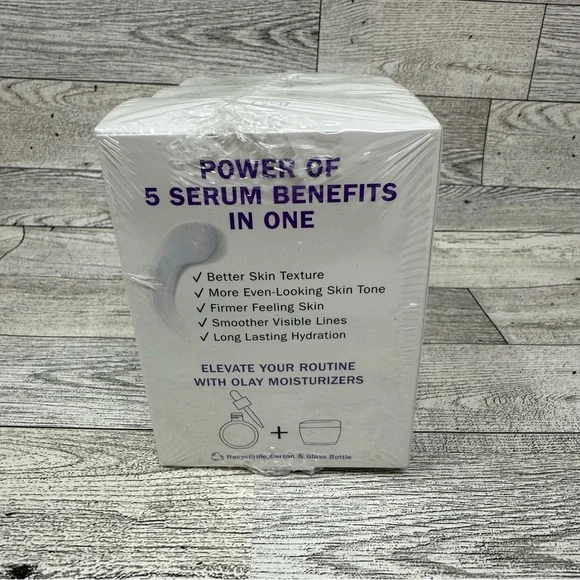 POWER OF
5 SERUM BENEFITS
IN ONE
✓ Better Skin Texture
✓ More Even-Looking Skin Tone
✓ Firmer Feeling Skin
✓ Smoother Visible Lines
✓ Long Lasting Hydration
ELEVATE YOUR ROUTINE
WITH OLAY MOISTURIZERS
+
Recyclable Carton & Glass Bottle